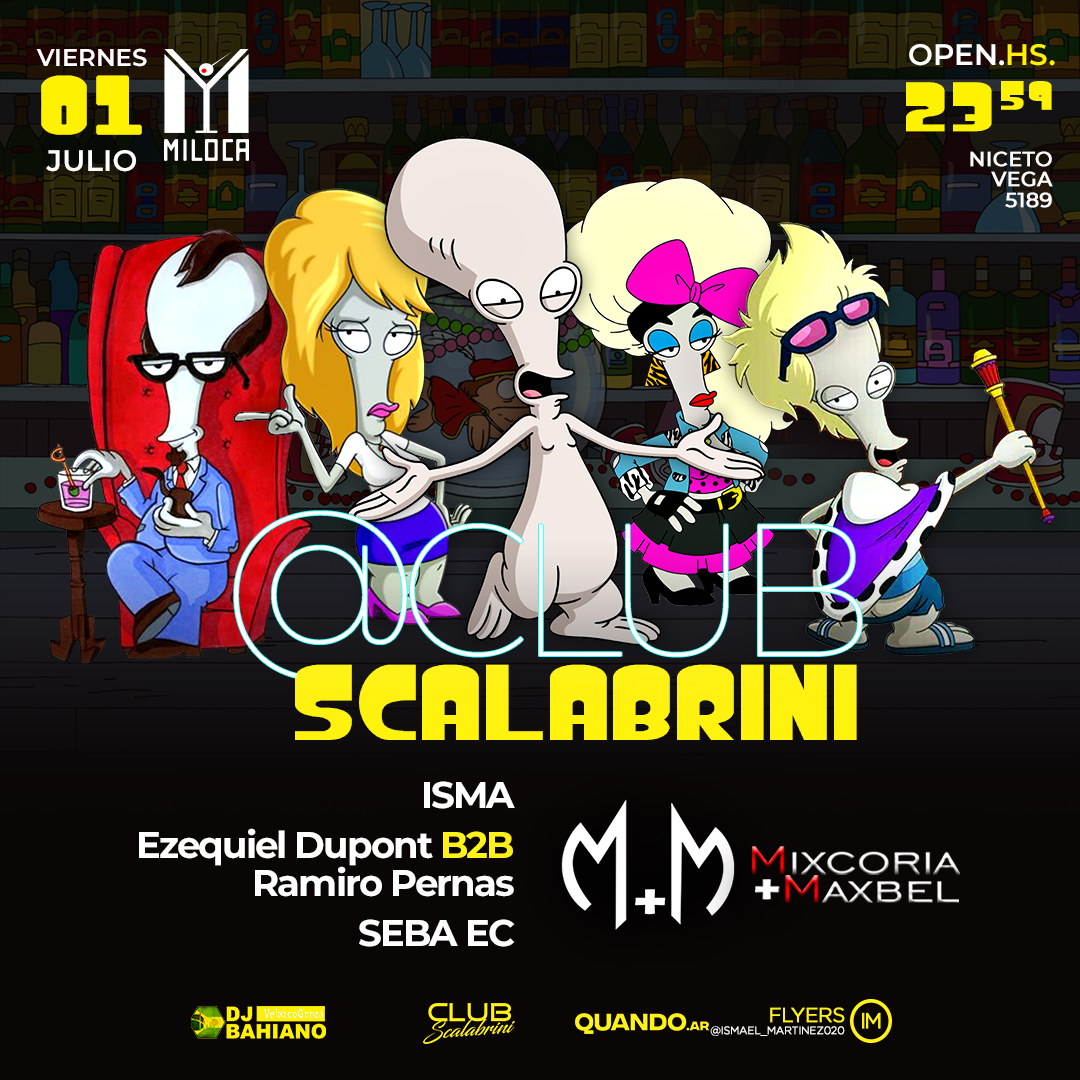 VIERNES
01
JULIO
MILOCA
OPEN.HS.
23 59
NICETO
VEGA
5189
@CLUB
SCALABRINI
ISMA
Ezequiel Dupont B2B
Ramiro Pernas
SEBA EC
M+M
MIXCORIA
+MAXBEL
DJ
BAHIANO
CLUB
Scalabrini
QUANDO.AR
FLYERS
@ISMAEL_MARTINEZ020
IM